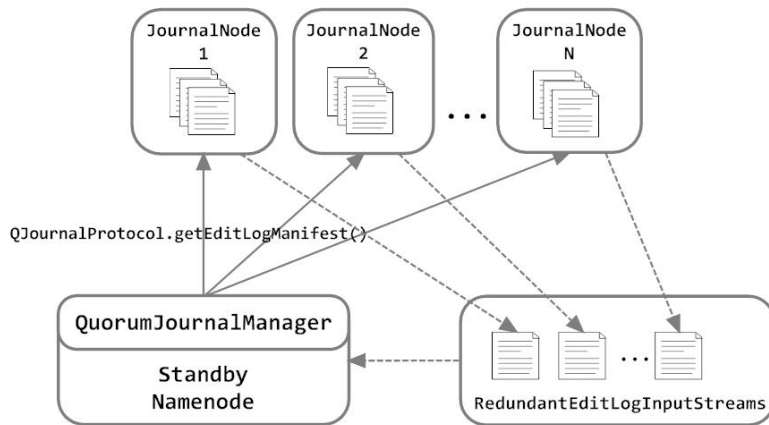 JournalNode
1
JournalNode
2
JournalNode
N
...
QJournalProtocol.getEditLogManifest()
QuorumJournalManager
Standby
Namenode
...
RedundantEditLogInputStreams